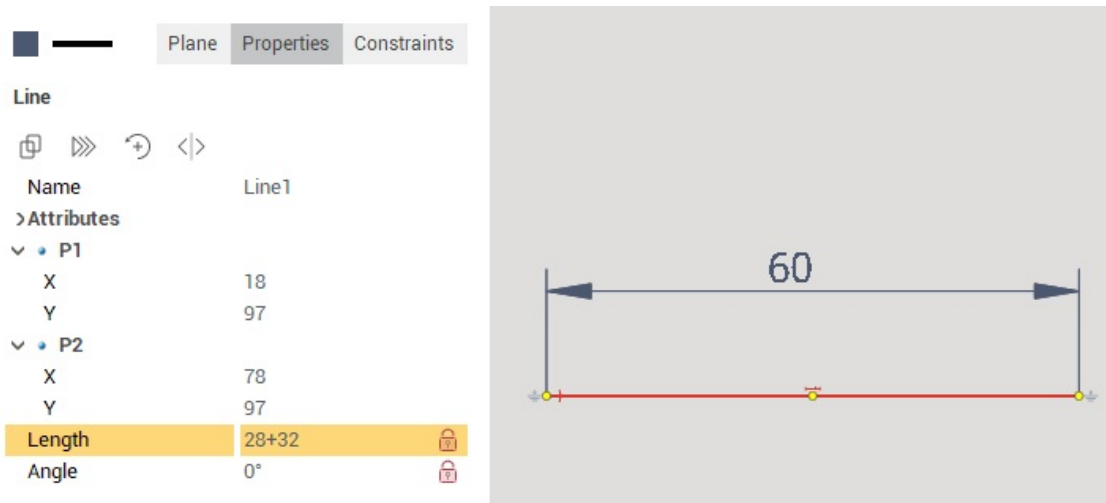 Plane Properties Constraints
Line
Name Line1
Attributes
P1
X 18
Y 97
P2
X 78
Y 97
Length 28+32
Angle 0°
60